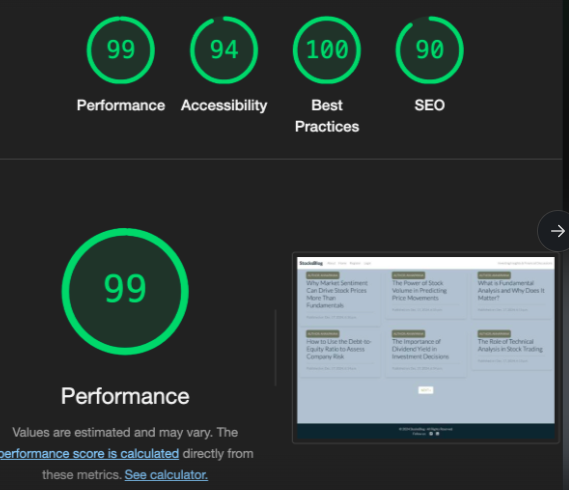 99
94
100
90
Performance
Accessibility
Best
Practices
SEO
99
Performance
Values are estimated and may vary. The
performance score is calculated directly from
these metrics. See calculator.
StocksBlog
Why Market Sentiment
Can Drive Stock Prices
More Than
Fundamentals
The Power of Stock
Volume in Predicting
Price Movements
What is Fundamental
Analysis and Why Does it
Matter?
How to Use the Debt-to-
Equity Ratio to Assess
Company Risk
The Importance of
Dividend Yield in
Investment Decisions
The Role of Technical
Analysis in Stock Trading